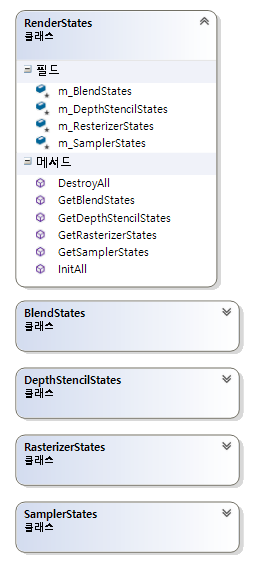 RenderStates
클래스
필드
m_BlendStates
m_DepthStencilStates
m_ResterizerStates
m_SamplerStates
메서드
DestroyAll
GetBlendStates
GetDepthStencilStates
GetRasterizerStates
GetSamplerStates
InitAll
BlendStates
클래스
DepthStencilStates
클래스
RasterizerStates
클래스
SamplerStates
클래스